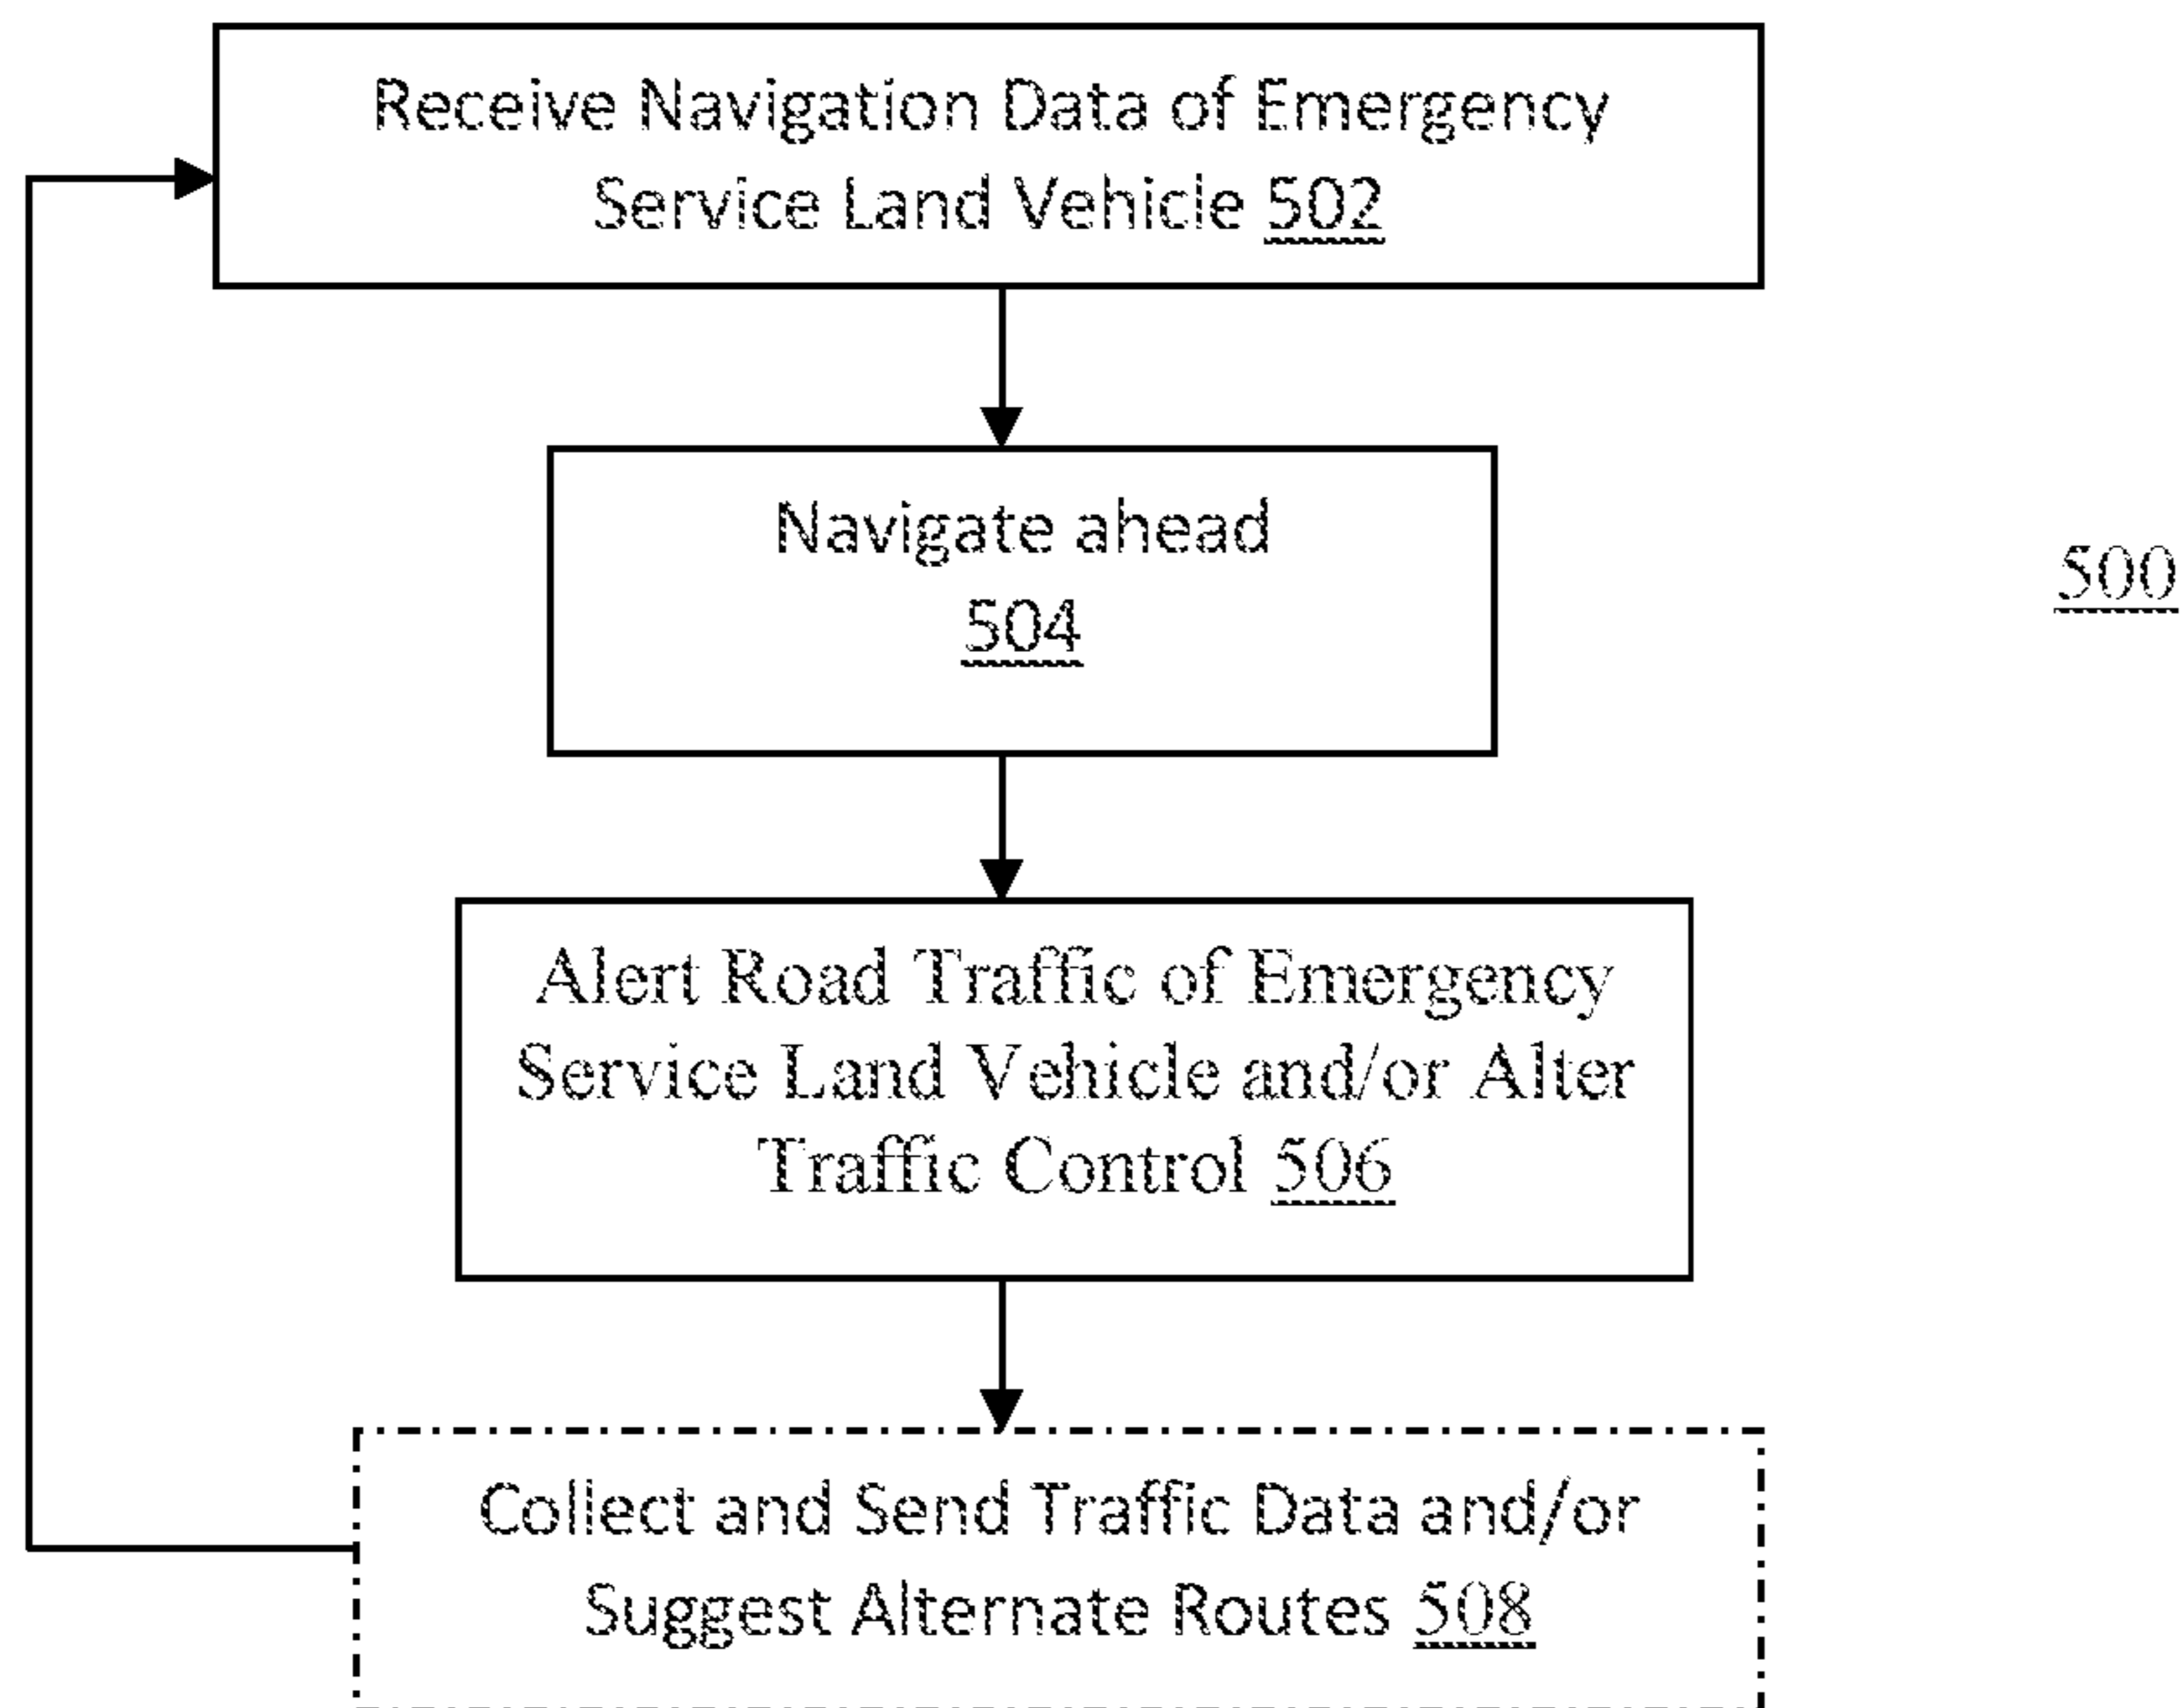 Receive Navigation Data of Emergency
Service Land Vehicle 502
Navigate ahead
504
500
Alert Road Traffic of Emergency
Service Land Vehicle and/or Alter
Traffic Control 506
Collect and Send Traffic Data and/or
Suggest Alternate Routes 508